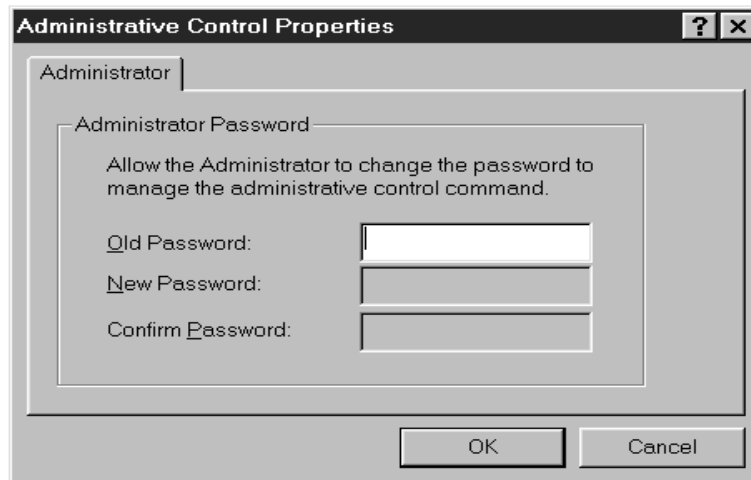 Administrative Control Properties
? ×
Administrator
Administrator Password
Allow the Administrator to change the password to
manage the administrative control command.
Old Password:
New Password:
Confirm Password:
OK Cancel